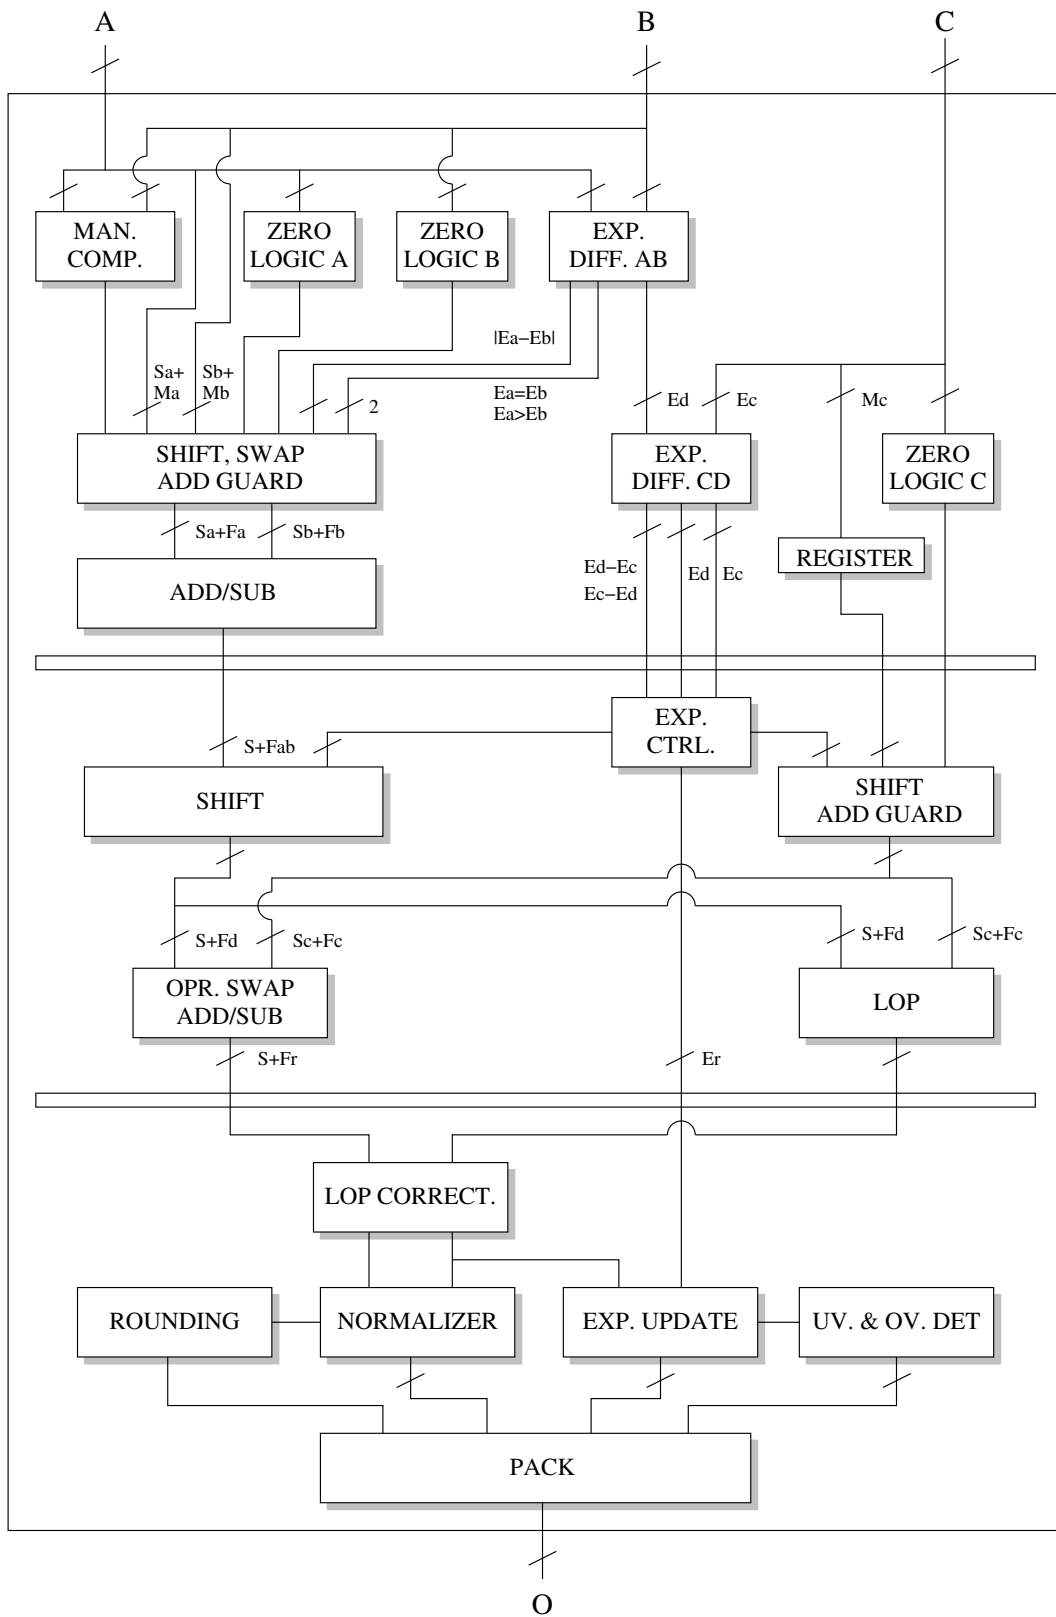 A
B
C
MAN.
COMP.
ZERO
LOGIC A
ZERO
LOGIC B
EXP.
DIFF. AB
|Ea−Eb|
Sa+
Ma
Sb+
Mb
2
Ea=Eb
Ea>Eb
Ed
Ec
Mc
SHIFT, SWAP
ADD GUARD
EXP.
DIFF. CD
ZERO
LOGIC C
Sa+Fa
Sb+Fb
REGISTER
Ed−Ec
Ec−Ed
Ed
Ec
ADD/SUB
EXP.
CTRL.
S+Fab
SHIFT
SHIFT
ADD GUARD
S+Fd
Sc+Fc
S+Fd
Sc+Fc
OPR. SWAP
ADD/SUB
LOP
S+Fr
Er
LOP CORRECT.
ROUNDING
NORMALIZER
EXP. UPDATE
UV. & OV. DET
PACK
O